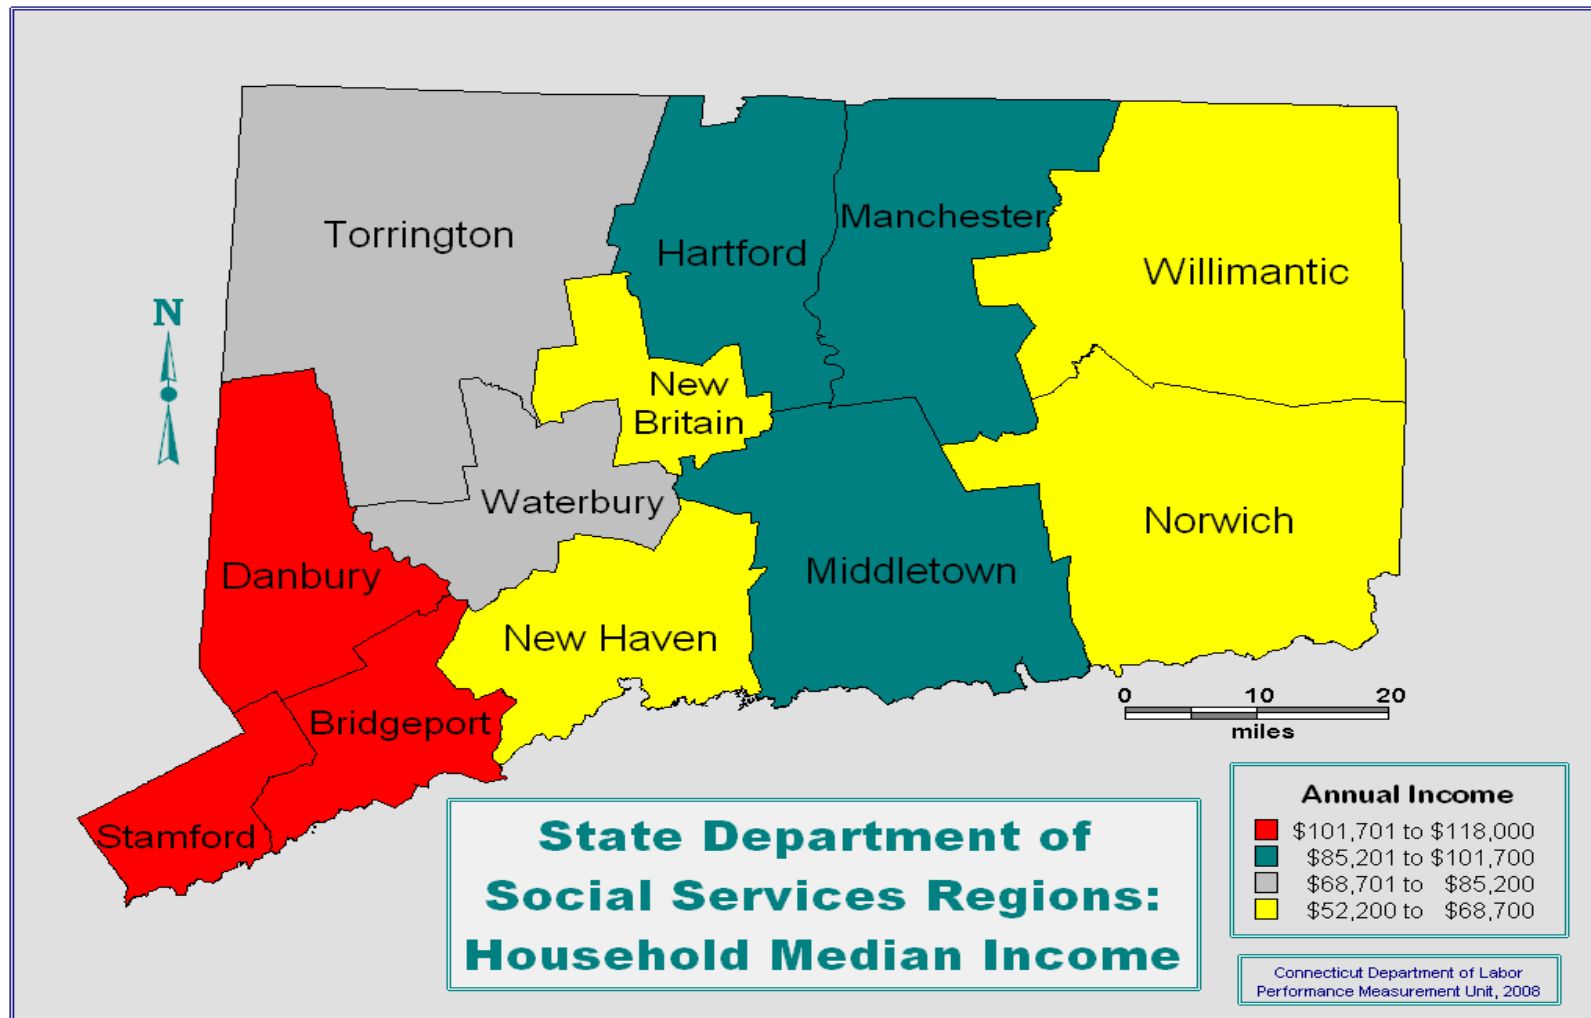 Torrington
Hartford
Manchester
Willimantic
N
New
Britain
Waterbury
Norwich
Danbury
Middletown
New Haven
Bridgeport
Stamford
0 10 20
miles
State Department of
Social Services Regions:
Household Median Income
Annual Income
$101,701 to $118,000
$85,201 to $101,700
$68,701 to $85,200
$52,200 to $68,700
Connecticut Department of Labor
Performance Measurement Unit, 2008